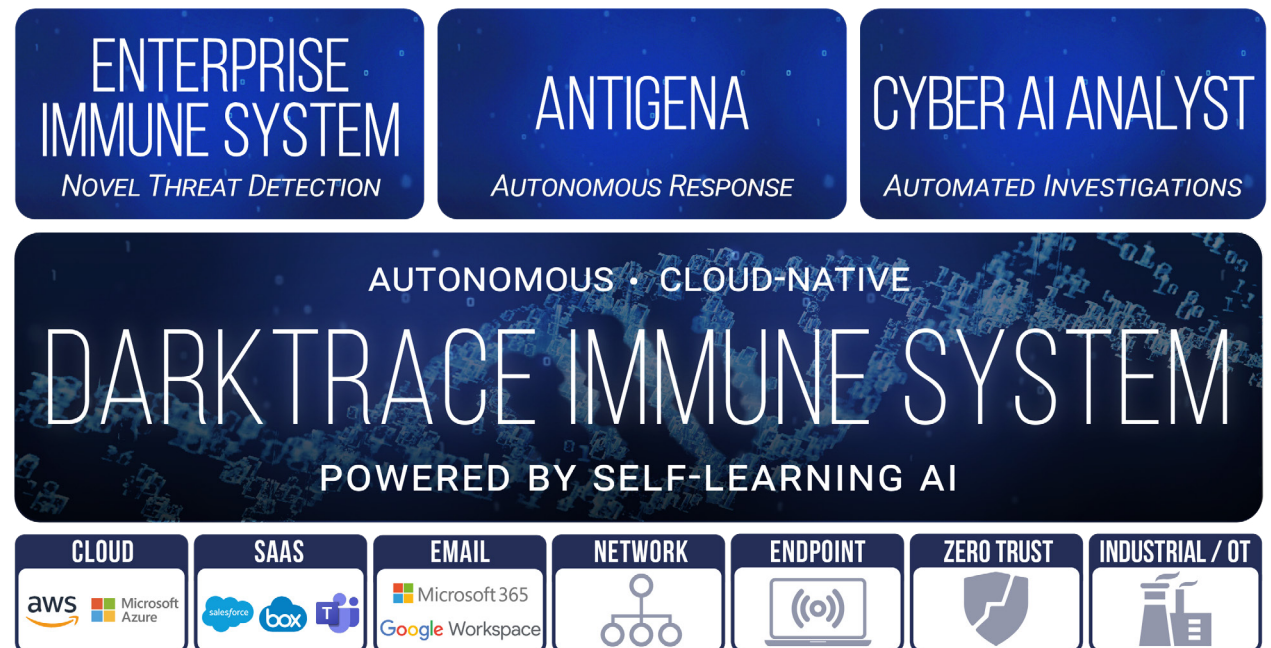 ENTERPRISE
IMMUNE SYSTEM
NOVEL THREAT DETECTION
ANTIGENA
AUTONOMOUS RESPONSE
CYBER AI ANALYST
AUTOMATED INVESTIGATIONS
AUTONOMOUS • CLOUD-NATIVE
DARKTRACE IMMUNE SYSTEM
POWERED BY SELF-LEARNING AI
CLOUD
aws
Microsoft
Azure
SAAS
salesforce
box
T
EMAIL
Microsoft 365
Google Workspace
NETWORK
ENDPOINT
ZERO TRUST
INDUSTRIAL / OT